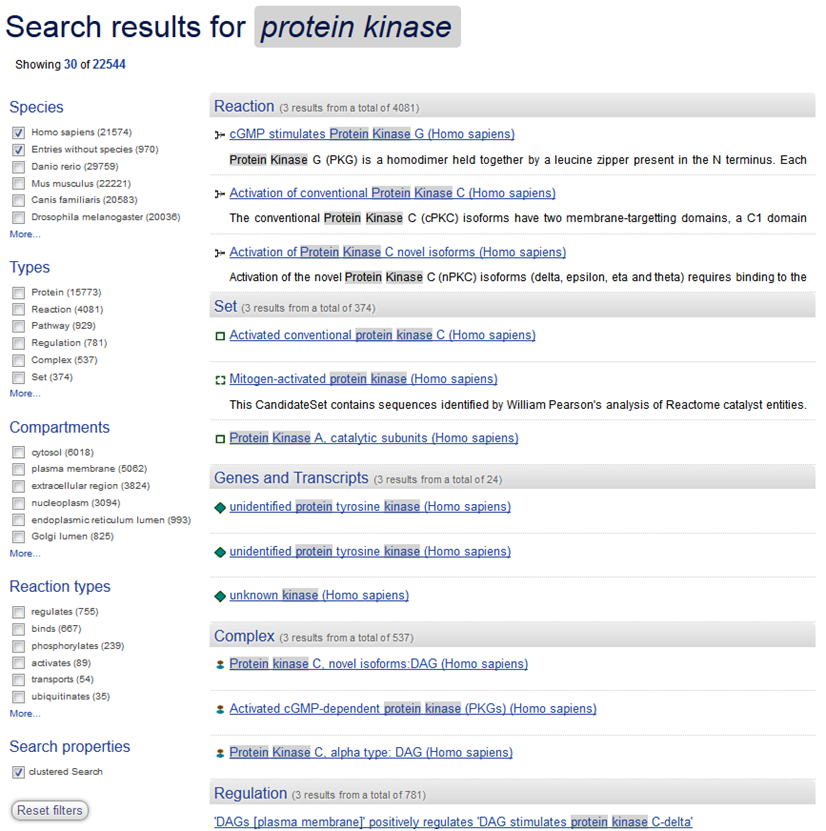 Search results for protein kinase
Showing 30 of 22544
Species
Homo sapiens (21574)
Entries without species (970)
Danio rerio (29759)
Mus musculus (22221)
Canis familiaris (20583)
Drosophila melanogaster (20036)
More...
Types
Protein (15773)
Reaction (4081)
Pathway (929)
Regulation (781)
Complex (537)
Set (374)
More...
Compartments
cytosol (6018)
plasma membrane (5062)
extracellular region (3824)
nucleoplasm (3094)
endoplasmic reticulum lumen (993)
Golgi lumen (825)
More...
Reaction types
regulates (755)
binds (667)
phosphorylates (239)
activates (89)
transports (54)
ubiquitinates (35)
More...
Search properties
clustered Search
Reset filters
Reaction (3 results from a total of 4081)
cGMP stimulates Protein Kinase G (Homo sapiens)
Protein Kinase G (PKG) is a homodimer held together by a leucine zipper present in the N terminus. Each
Activation of conventional Protein Kinase C (Homo sapiens)
The conventional Protein Kinase C (cPKC) isoforms have two membrane-targetting domains, a C1 domain
Activation of Protein Kinase C novel isoforms (Homo sapiens)
Activation of the novel Protein Kinase C (nPKC) isoforms (delta, epsilon, eta and theta) requires binding to the
Set (3 results from a total of 374)
Activated conventional protein kinase C (Homo sapiens)
Mitogen-activated protein kinase (Homo sapiens)
This CandidateSet contains sequences identified by William Pearson's analysis of Reactome catalyst entities.
Protein Kinase A, catalytic subunits (Homo sapiens)
Genes and Transcripts (3 results from a total of 24)
unidentified protein tyrosine kinase (Homo sapiens)
unidentified protein tyrosine kinase (Homo sapiens)
unknown kinase (Homo sapiens)
Complex (3 results from a total of 537)
Protein kinase C, novel isoforms:DAG (Homo sapiens)
Activated cGMP-dependent protein kinase (PKGs) (Homo sapiens)
Protein Kinase C, alpha type: DAG (Homo sapiens)
Regulation (3 results from a total of 781)
'DAGs [plasma membrane]' positively regulates 'DAG stimulates protein kinase C-delta'